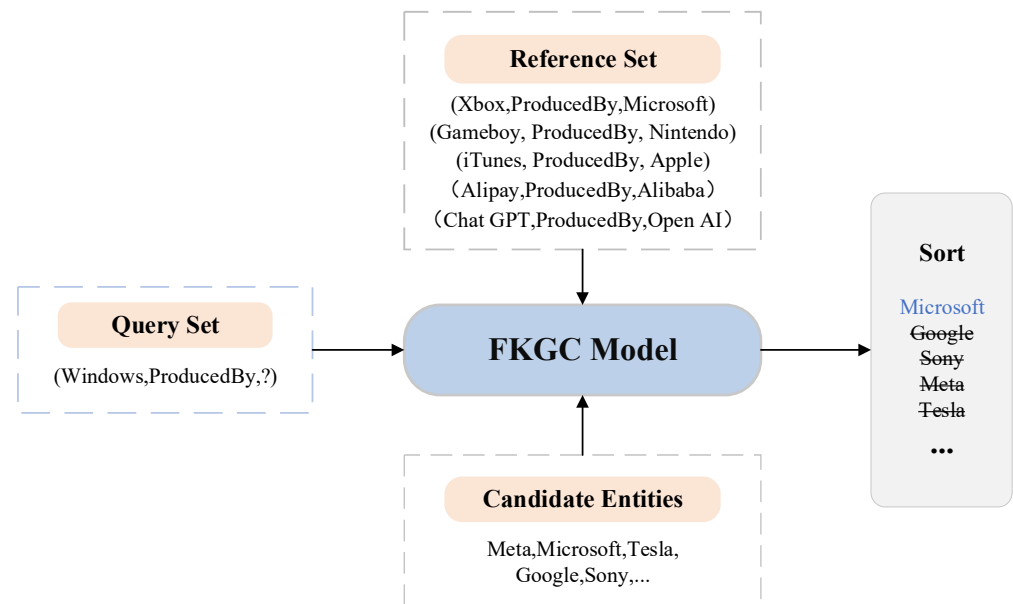 Reference Set
(Xbox,ProducedBy,Microsoft)
(Gameboy, ProducedBy, Nintendo)
(iTunes, ProducedBy, Apple)
（Alipay,ProducedBy,Alibaba）
（Chat GPT,ProducedBy,Open AI）
Query Set
(Windows,ProducedBy,?)
FKGC Model
Candidate Entities
Meta,Microsoft,Tesla,
Google,Sony,...
Sort
Microsoft
Google
Sony
Meta
Tesla
...